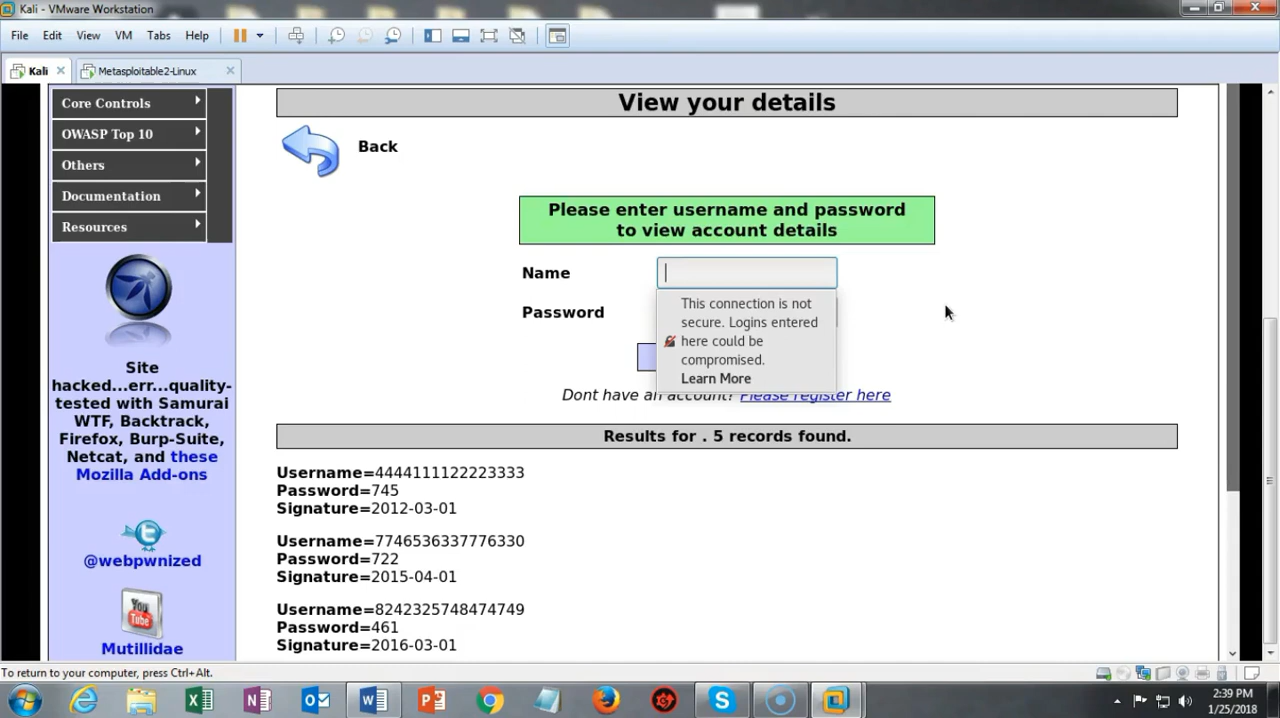 Kali - VMware Workstation
File Edit View VM Tabs Help
Kali Metasploitable2-Linux
Core Controls
OWASP Top 10
Others
Documentation
Resources
Site
hacked...err...quality-
tested with Samurai
WTF, Backtrack,
Firefox, Burp-Suite,
Netcat, and these
Mozilla Add-ons
@webpwnized
You
Tube
Mutillidae
View your details
Back
Please enter username and password
to view account details
Name
Password
This connection is not
secure. Logins entered
here could be
compromised.
Learn More
Dont have an account? Please register here
Results for . 5 records found.
Username=4444111122223333
Password=745
Signature=2012-03-01
Username=7746536337776330
Password=722
Signature=2015-04-01
Username=8242325748474749
Password=461
Signature=2016-03-01
To return to your computer, press Ctrl+Alt.
2:39 PM
1/25/2018